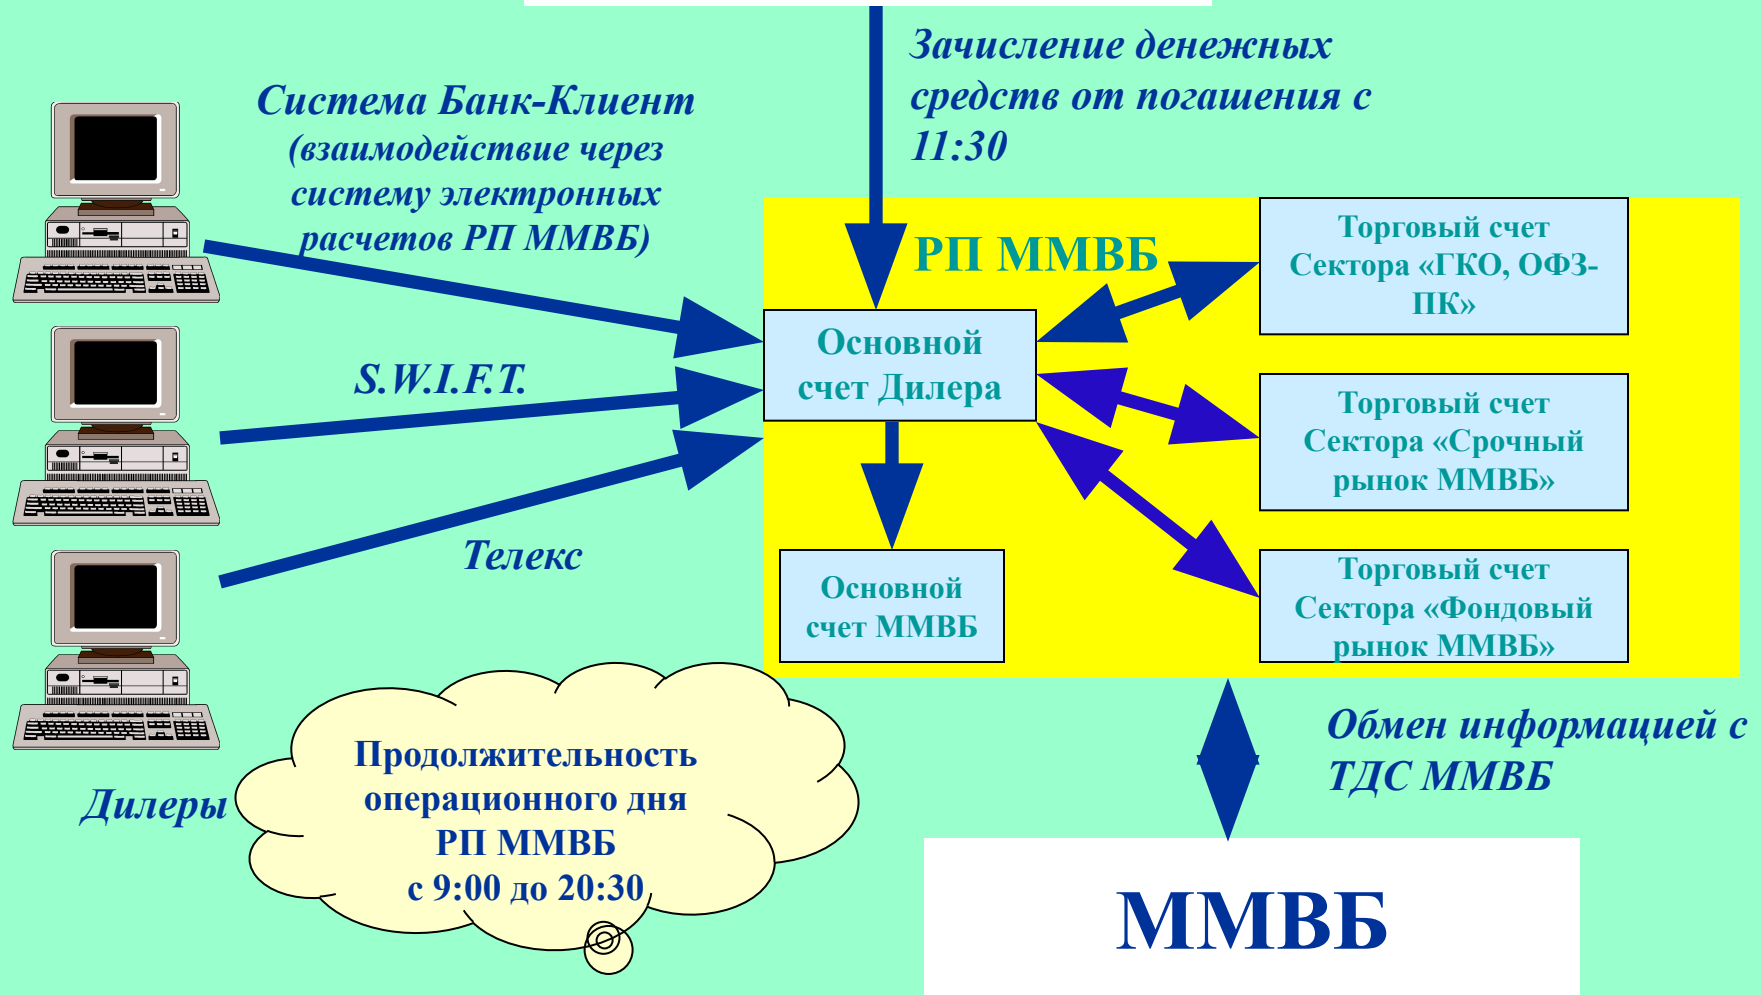 Зачисление денежных
средств от погашения с
11:30
Система Банк-Клиент
(взаимодействие через
систему электронных
расчетов РП ММВБ)
РП ММВБ
Торговый счет
Сектора «ГКО, ОФЗ-
ПК»
Основной
счет Дилера
S.W.I.F.T.
Торговый счет
Сектора «Срочный
рынок ММВБ»
Телекс
Основной
счет ММВБ
Торговый счет
Сектора «Фондовый
рынок ММВБ»
Дилеры
Продолжительность
операционного дня
РП ММВБ
с 9:00 до 20:30
Обмен информацией с
ТДС ММВБ
ММВБ